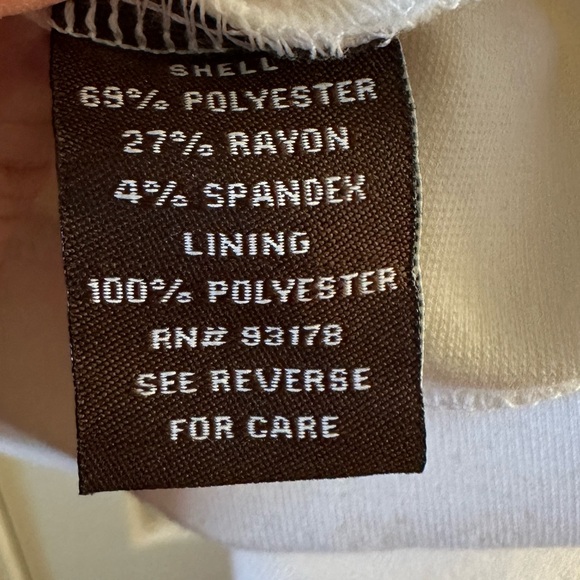 SHELL
69% POLYESTER
27% RAYON
4% SPANDEX
LINING
100% POLYESTER
RN# 93178
SEE REVERSE
FOR CARE